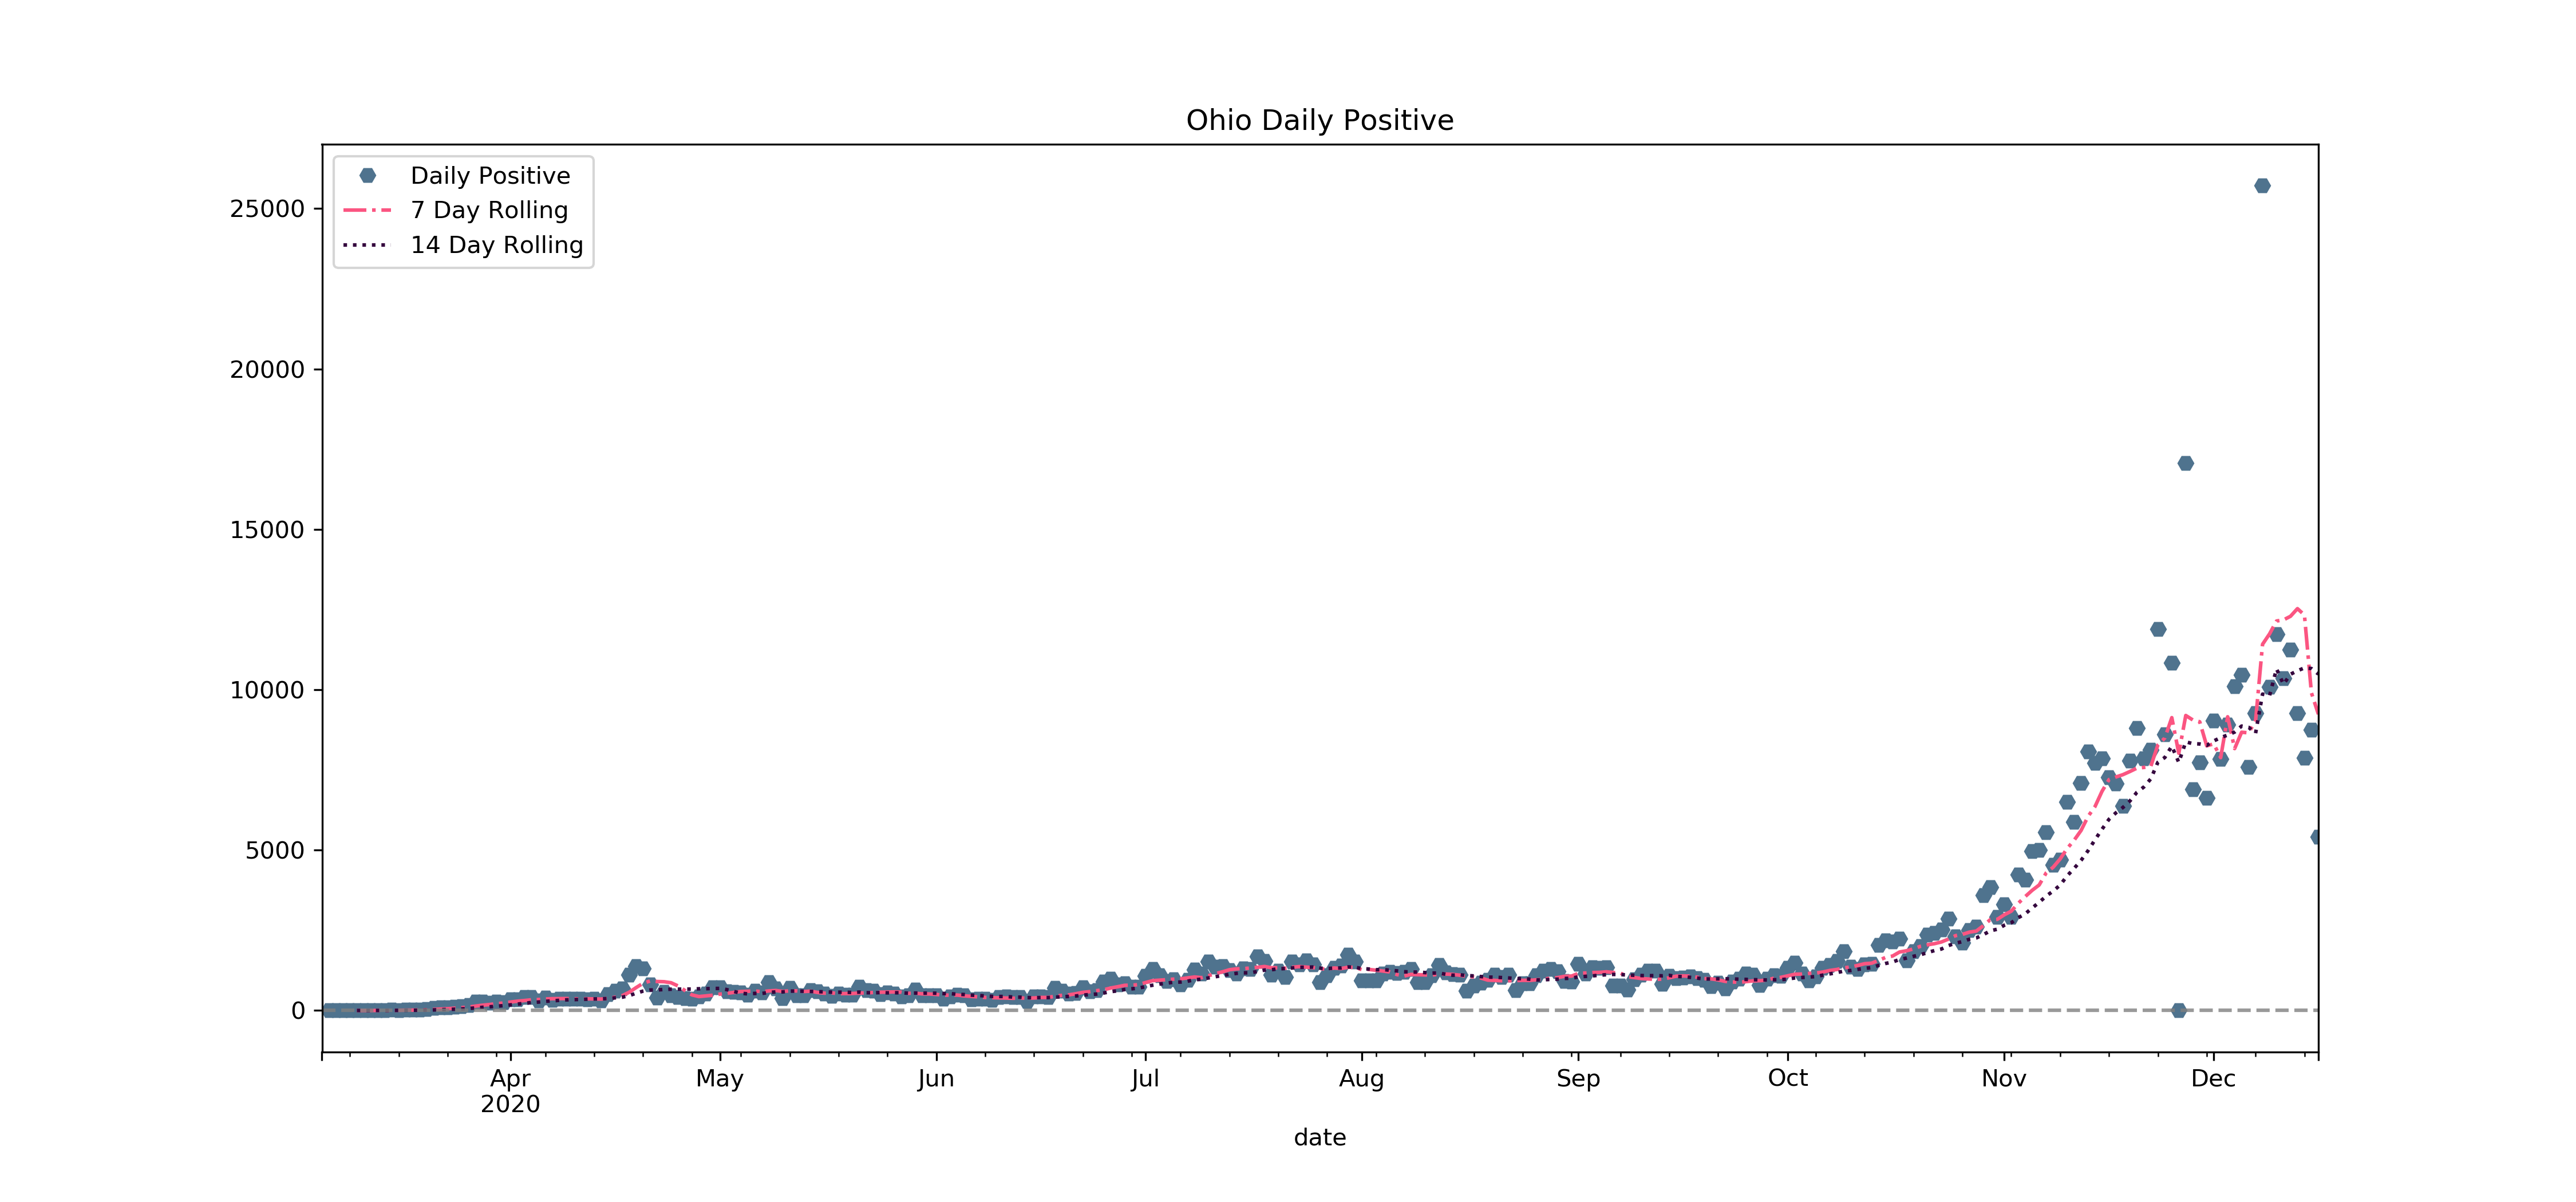 Ohio Daily Positive
Daily Positive
7 Day Rolling
14 Day Rolling
25000
20000
15000
10000
5000
0
Apr May Jun Jul Aug Sep Oct Nov Dec
2020
date